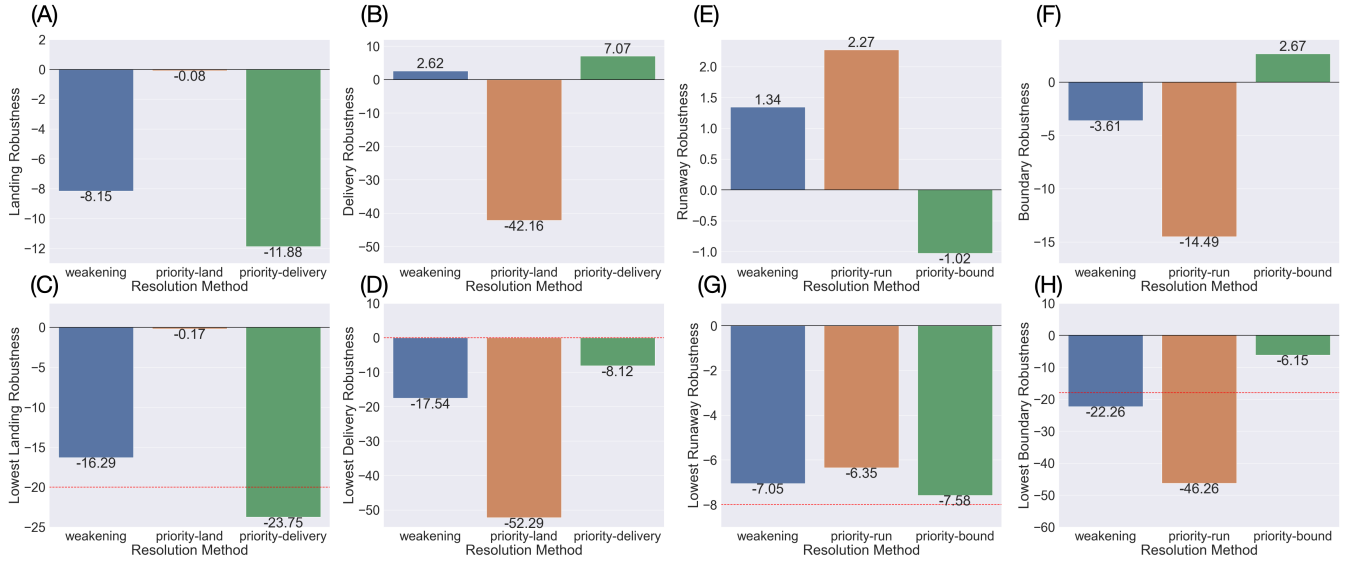 (A)
Landing Robustness
2
0
−2
−4
−6
−8
−10
−12
-8.15
-0.08
-11.88
weakening priority-land priority-delivery
Resolution Method
(B)
Delivery Robustness
10
0
−10
−20
−30
−40
−50
2.62
-42.16
7.07
weakening priority-land priority-delivery
Resolution Method
(E)
Runaway Robustness
2.0
1.5
1.0
0.5
0.0
−0.5
−1.0
1.34
2.27
-1.02
weakening priority-run priority-bound
Resolution Method
(F)
Boundary Robustness
0
−5
−10
−15
-3.61
-14.49
2.67
weakening priority-run priority-bound
Resolution Method
(C)
Lowest Landing Robustness
0
−5
−10
−15
−20
−25
-16.29
-0.17
-23.75
weakening priority-land priority-delivery
Resolution Method
(D)
Lowest Delivery Robustness
10
0
−10
−20
−30
−40
−50
-17.54
-52.29
-8.12
weakening priority-land priority-delivery
Resolution Method
(G)
Lowest Runaway Robustness
0
−2
−4
−6
−8
-7.05
-6.35
-7.58
weakening priority-run priority-bound
Resolution Method
(H)
Lowest Boundary Robustness
10
0
−10
−20
−30
−40
−50
−60
-22.26
-46.26
-6.15
weakening priority-run priority-bound
Resolution Method